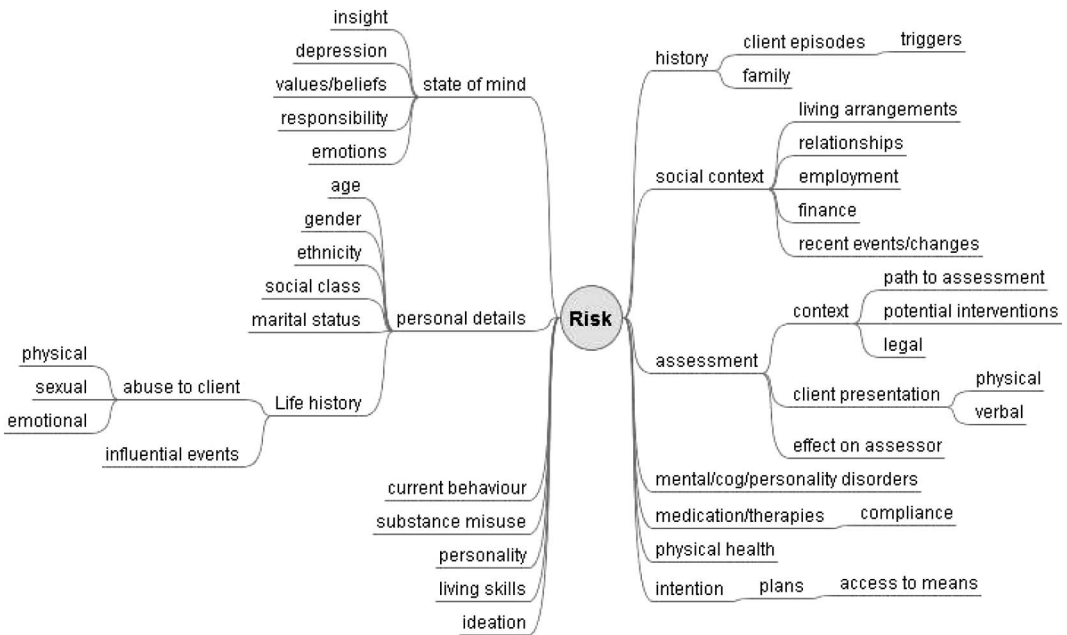 insight
depression
values/beliefs
responsibility
emotions
state of mind
age
gender
ethnicity
social class
marital status
personal details
physical
sexual
emotional
abuse to client
influential events
Life history
current behaviour
substance misuse
personality
living skills
ideation
Risk
history
client episodes
triggers
family
social context
living arrangements
relationships
employment
finance
recent events/changes
assessment
context
path to assessment
potential interventions
legal
client presentation
physical
verbal
effect on assessor
mental/cog/personality disorders
medication/therapies
compliance
physical health
intention
plans
access to means